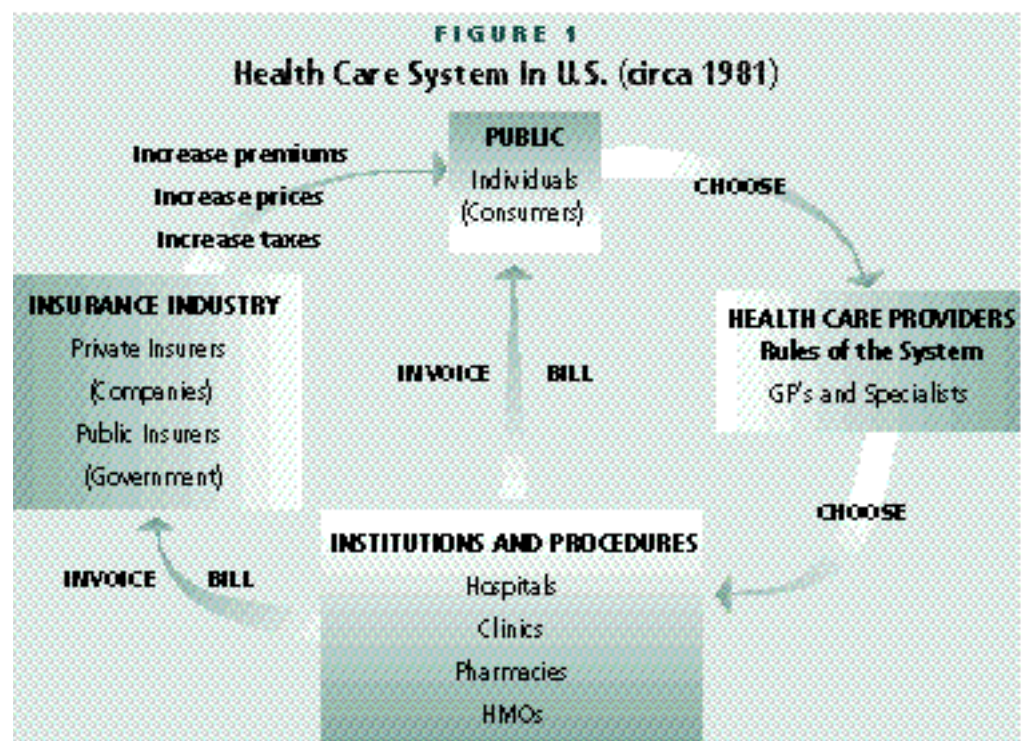 FIGURE 1
Health Care System In U.S. (circa 1981)
PUBLIC
Individuals
(Consumers)
Increase premiums
Increase prices
Increase taxes
CHOOSE
INSURANCE INDUSTRY
Private Insurers
(Companies)
Public Insurers
(Government)
HEALTH CARE PROVIDERS
Rules of the System
GP's and Specialists
INVOICE BILL
CHOOSE
INSTITUTIONS AND PROCEDURES
Hospitals
Clinics
Pharmacies
HMOs
INVOICE BILL